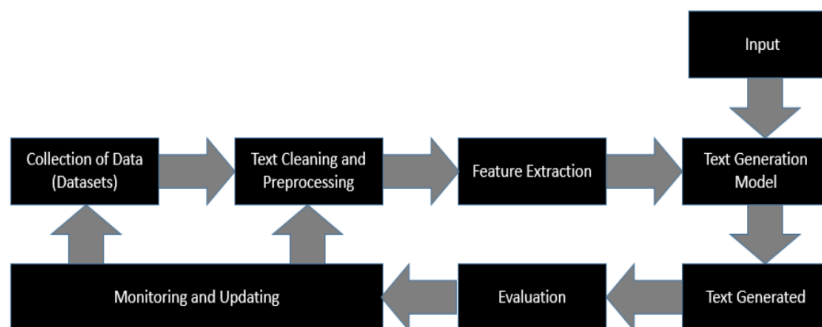 Input
Collection of Data
(Datasets)
Text Cleaning and
Preprocessing
Feature Extraction
Text Generation
Model
Monitoring and Updating
Evaluation
Text Generated